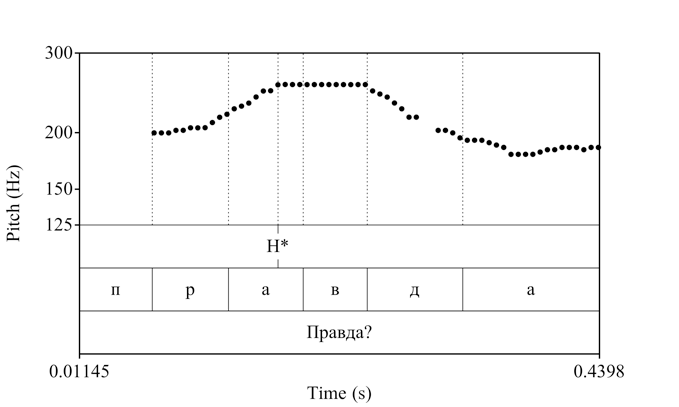 300
200
150
125
Pitch (Hz)
H*
п р а в д а
Правда?
0.01145 0.4398
Time (s)